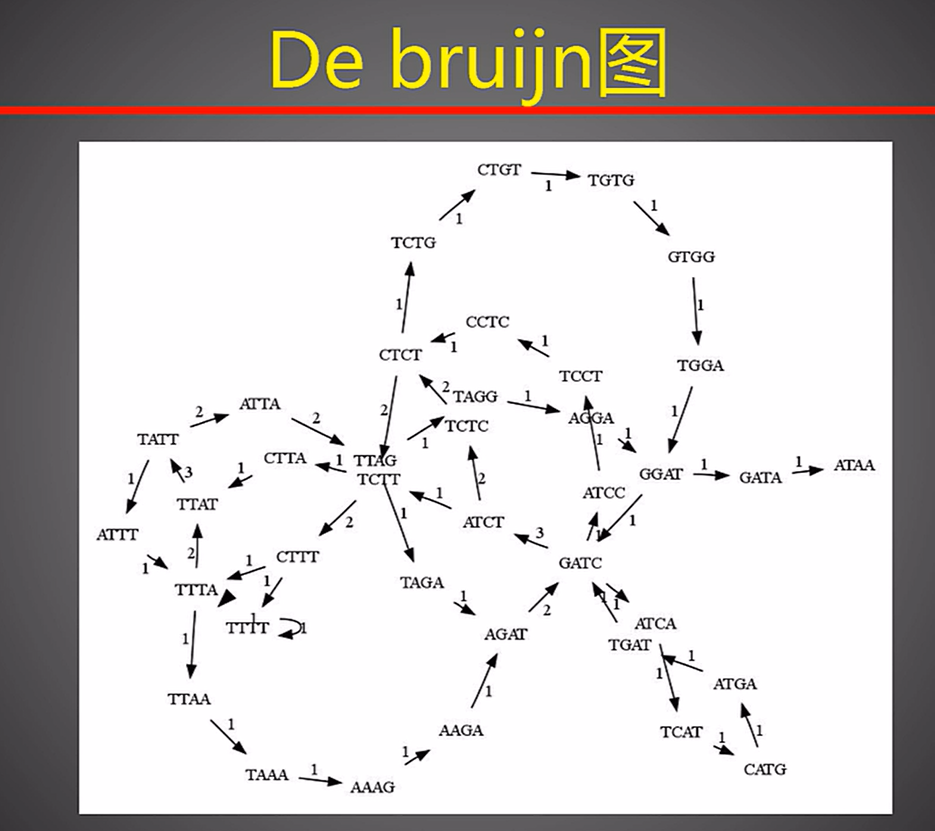 De bruijn图
CTGT
1
TGTG
1
1
TCTG
GTGG
1
1
CCTC
1
1
CTCT
TCCT
TGGA
2
TAGG
1
2
ATTA
2
2
1
AGGA
TCTC
1
1
1
TATT
CTTA
1
TTAG
TCTT
GGAT
1
GATA
1
ATAA
3
1
1
2
ATCC
TTAT
1
2
1
ATCT
1
ATTT
3
1
1
2
CTTT
GATC
1
1
TTTA
1
TAGA
1
2
1
1
1
TTTT
1
AGAT
ATCA
TGAT
1
1
1
ATGA
TTAA
1
TCAT
1
1
AAGA
1
CATG
TAAA
1
1
AAAG